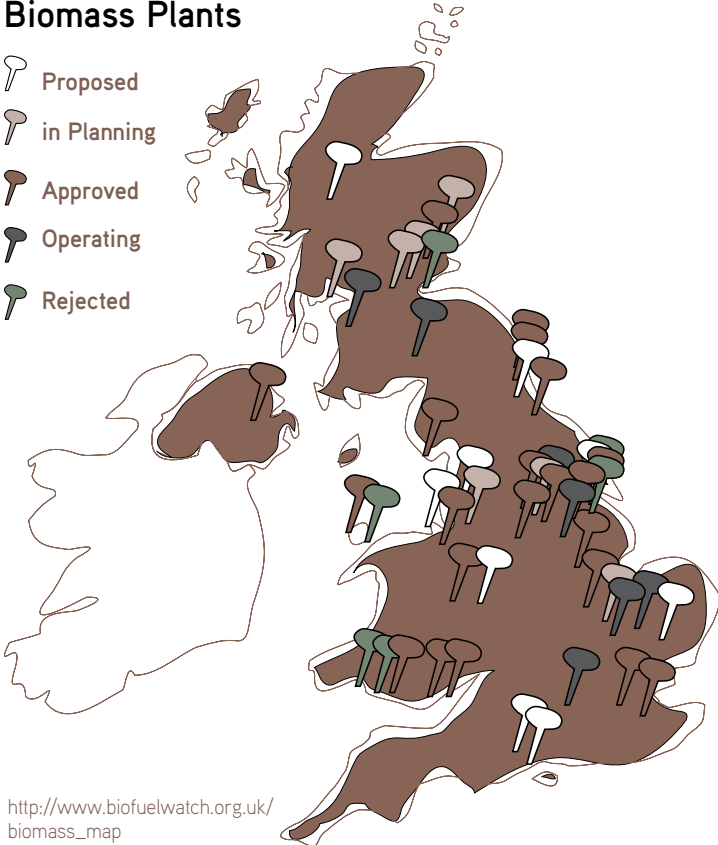 Biomass Plants
Proposed
in Planning
Approved
Operating
Rejected
http://www.biofuelwatch.org.uk/
biomass_map